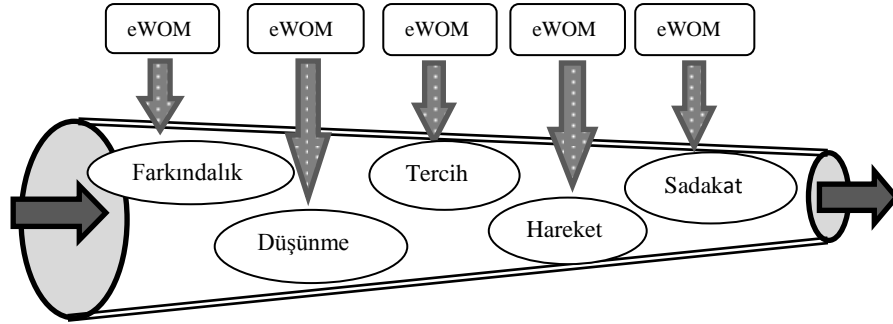 eWOM
eWOM
eWOM
eWOM
eWOM
Farkındalık
Tercih
Sadakat
Düşünme
Hareket